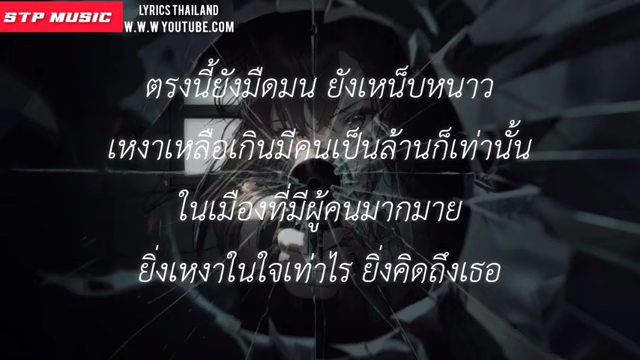 STP MUSIC
LYRICS THAILAND
W.W.W YOUTUBE.COM
ตรงนี้ยังมืดมน ยังเหน็บหนาว
เหงาเหลือเกินมีคนเป็นล้านก็เท่านั้น
ในเมืองที่มีผู้คนมากมาย
ยิ่งเหงาในใจเท่าไร ยิ่งคิดถึงเธอ